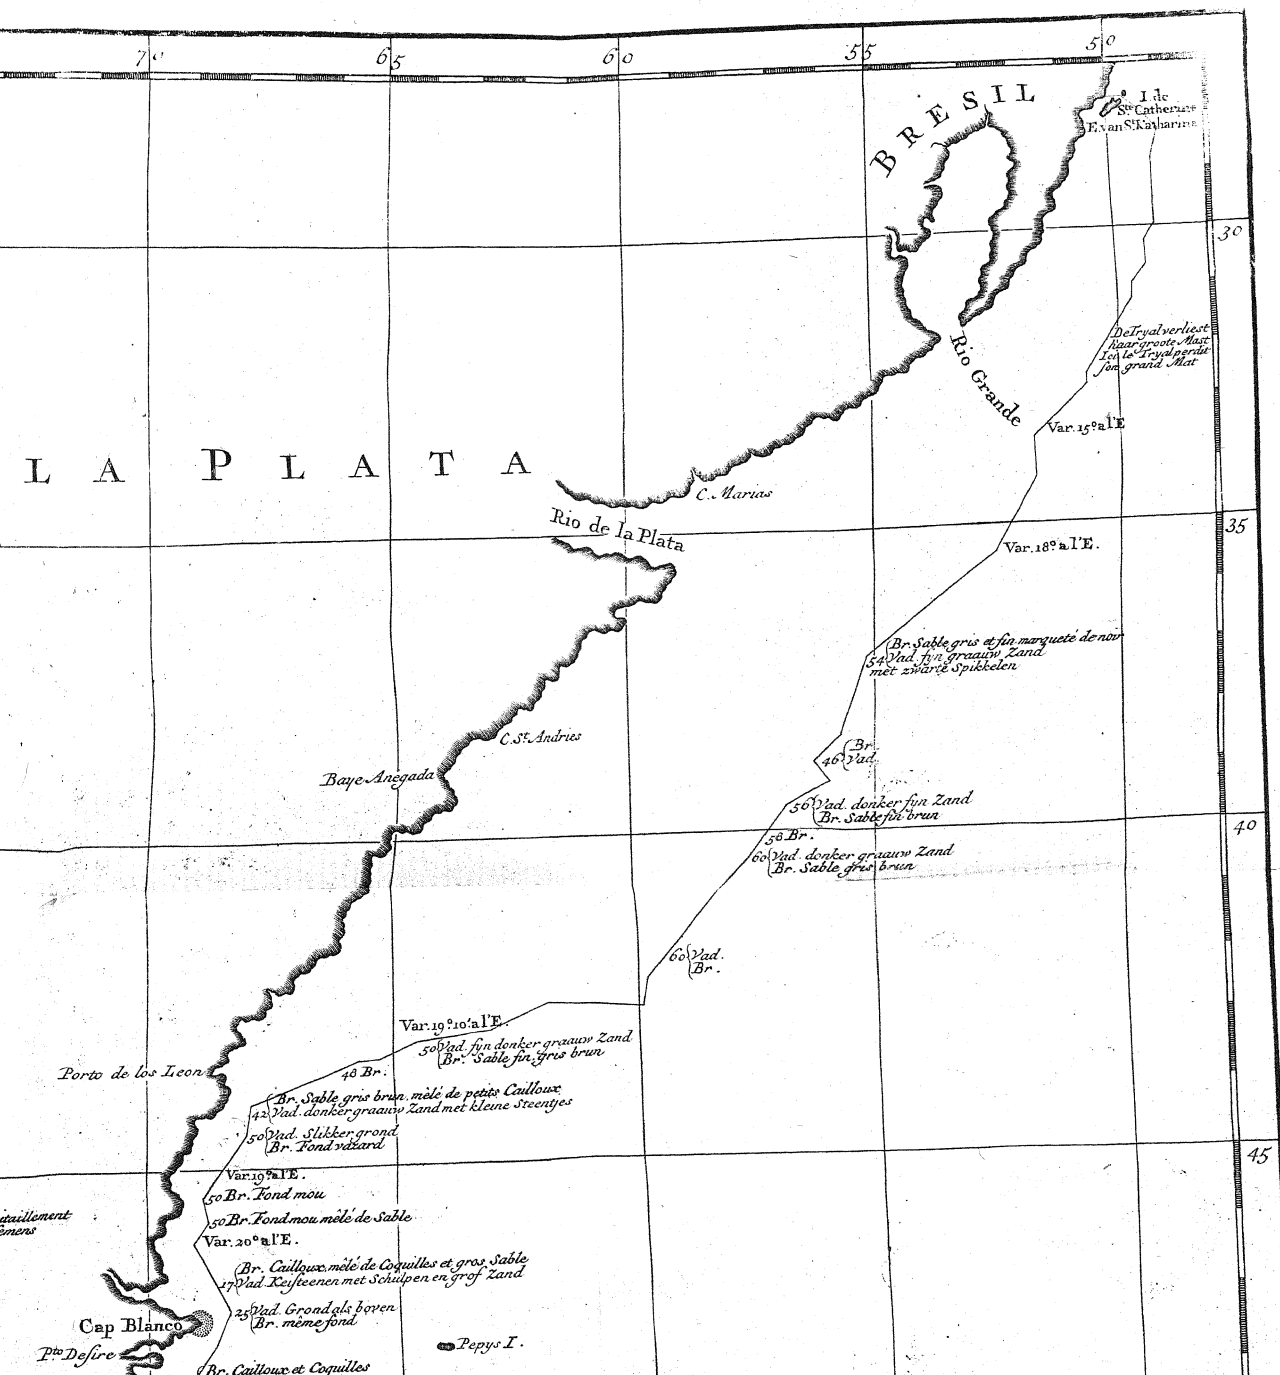 70 65 60 55 50
BRESIL
I. de
Ste. Catherine
E. van St. Katharina
30
De Tryal verliest
haar groote Mast
Ici le Tryal perdit
son grand Mat
Rio Grande
Var. 15° a l'E
LA PLATA
C. Marias
Rio de la Plata
35
Var. 18° a l'E.
Br. Sable gris et fin marqueté de noir
54 Vad. fyn graauw Zand
met zwarte Spikkelen
C. St. Andries
Br.
46 Vad.
Baye Anegada
56 Vad. donker fyn Zand
Br. Sable fin brun
58 Br.
40
60 Vad. donker graauw Zand
Br. Sable gris brun
60 Vad.
Br.
Var. 19° 10' a l'E.
50 Vad. fyn donker graauw Zand
Br. Sable fin, gris brun
48 Br.
Porto de los Leon
Br. Sable gris brun, mêlé de petits Cailloux
42 Vad. donker graauw Zand met kleine Steentjes
50 Vad. Slikker grond
Br. Fond vazard
45
Var. 19° a l'E.
50 Br. Fond mou
itaillement
emens
50 Br. Fond mou mêlé de Sable
Var. 20° a l'E.
Br. Cailloux, mêlé de Coquilles et gros Sable
17 Vad. Keisteenen met Schulpen en grof Zand
25 Vad. Grond als boven
Br. même fond
Cap Blanco
Pto. Desire
Pepys I.
Br. Cailloux et Coquilles